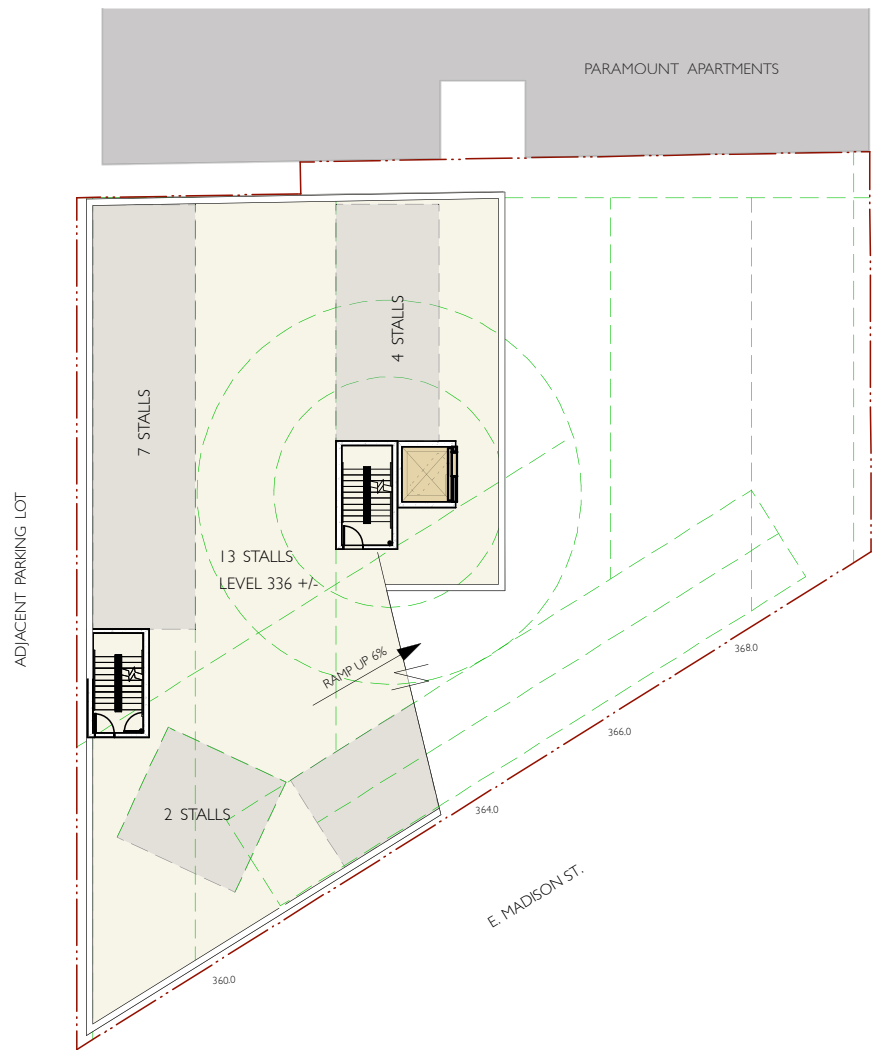 PARAMOUNT APARTMENTS
4 STALLS
7 STALLS
ADJACENT PARKING LOT
13 STALLS
LEVEL 336 +/-
RAMP UP 6%
368.0
366.0
364.0
2 STALLS
E. MADISON ST.
360.0